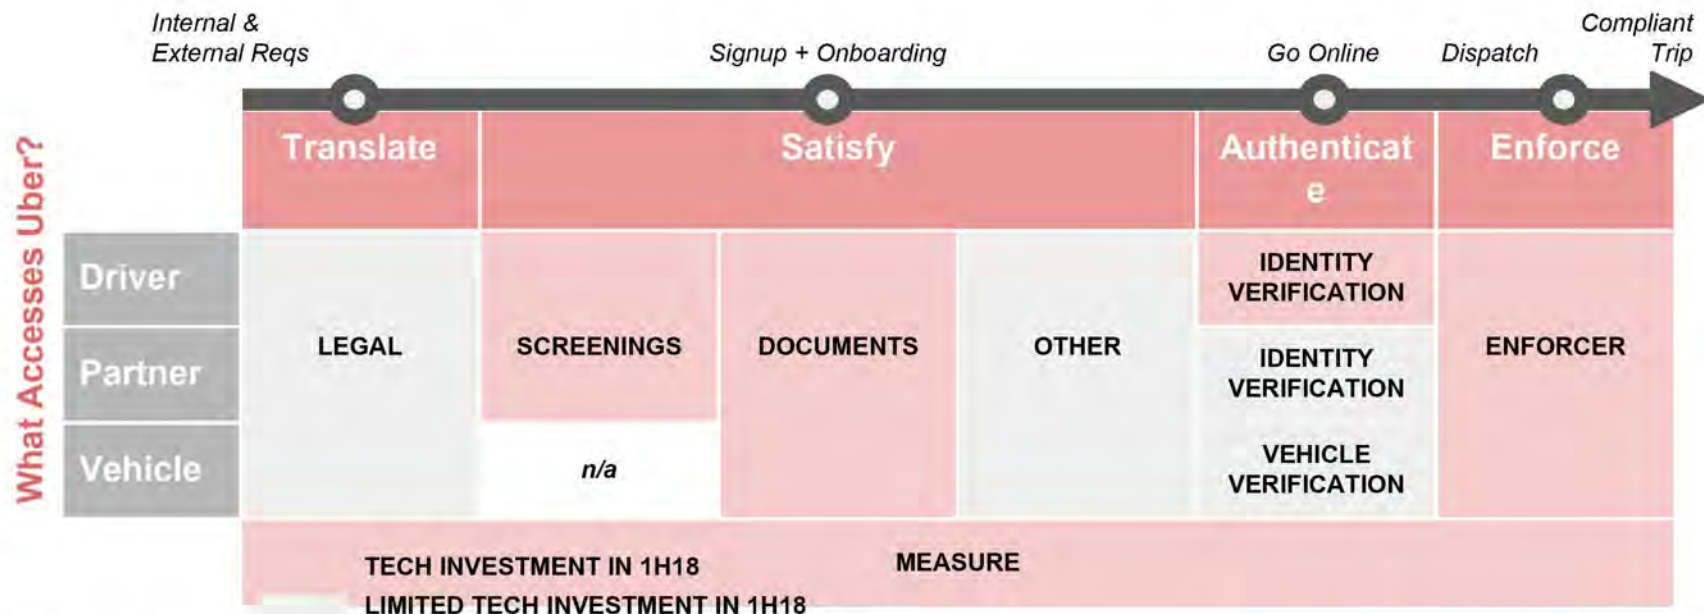 Internal &
External Reqs
Signup + Onboarding
Go Online
Dispatch
Compliant
Trip
What Accesses Uber?
Translate
Satisfy
Authenticat
e
Enforce
Driver
Partner
Vehicle
LEGAL
SCREENINGS
n/a
DOCUMENTS
OTHER
IDENTITY
VERIFICATION
IDENTITY
VERIFICATION
VEHICLE
VERIFICATION
ENFORCER
MEASURE
TECH INVESTMENT IN 1H18
LIMITED TECH INVESTMENT IN 1H18